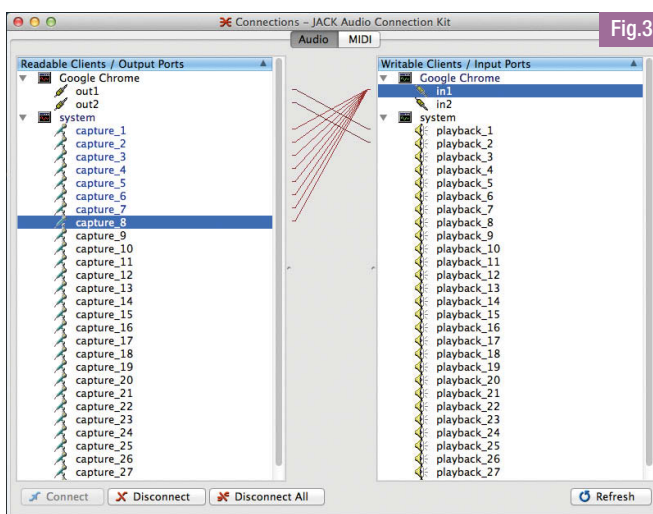 Connections – JACK Audio Connection Kit
Fig.3
Audio MIDI
Readable Clients / Output Ports
Google Chrome
out1
out2
system
capture_1
capture_2
capture_3
capture_4
capture_5
capture_6
capture_7
capture_8
capture_9
capture_10
capture_11
capture_12
capture_13
capture_14
capture_15
capture_16
capture_17
capture_18
capture_19
capture_20
capture_21
capture_22
capture_23
capture_24
capture_25
capture_26
capture_27
Writable Clients / Input Ports
Google Chrome
in1
in2
system
playback_1
playback_2
playback_3
playback_4
playback_5
playback_6
playback_7
playback_8
playback_9
playback_10
playback_11
playback_12
playback_13
playback_14
playback_15
playback_16
playback_17
playback_18
playback_19
playback_20
playback_21
playback_22
playback_23
playback_24
playback_25
playback_26
playback_27
Connect Disconnect Disconnect All Refresh